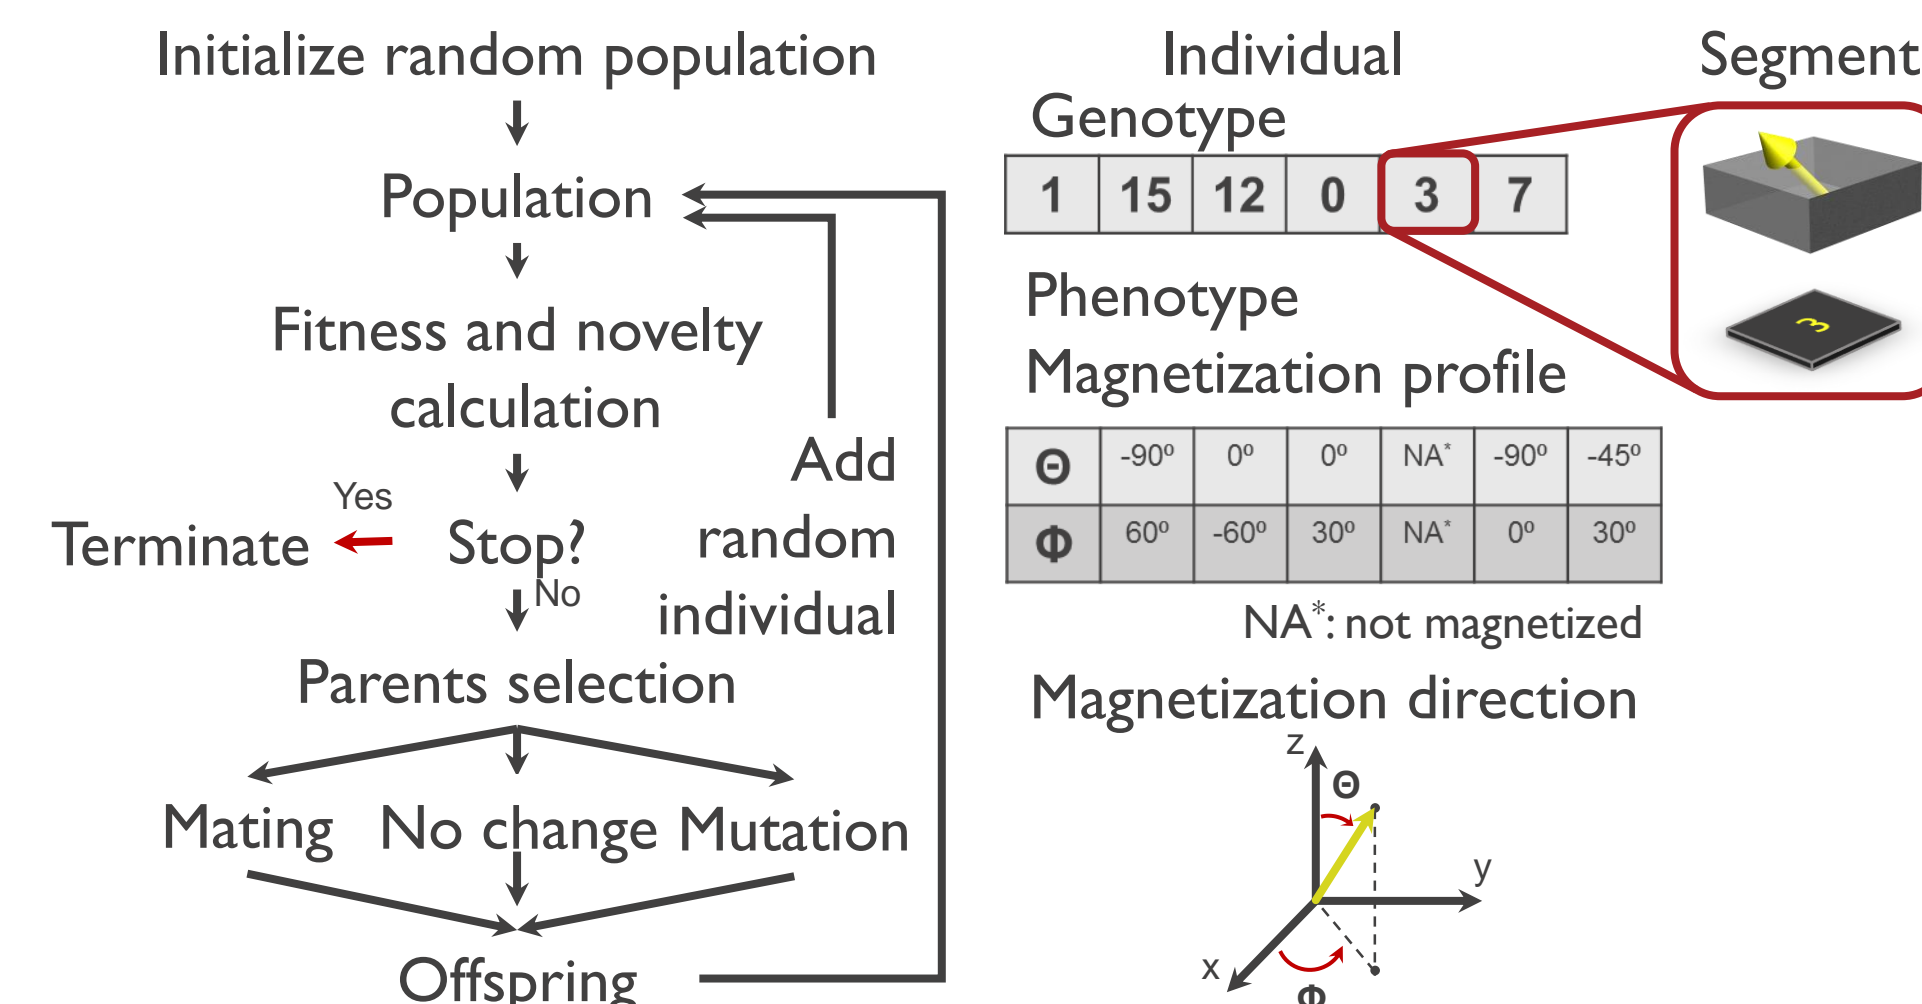 Initialize random population
Population
Fitness and novelty
calculation
Add
random
individual
Yes
Terminate
Stop?
No
Parents selection
Mating
No change
Mutation
Offspring
Individual
Genotype
1 15 12 0 3 7
Segment
3
Phenotype
Magnetization profile
Θ -90º 0º 0º NA* -90º -45º
Φ 60º -60º 30º NA* 0º 30º
NA*: not magnetized
Magnetization direction
z
Θ
y
x
Φ